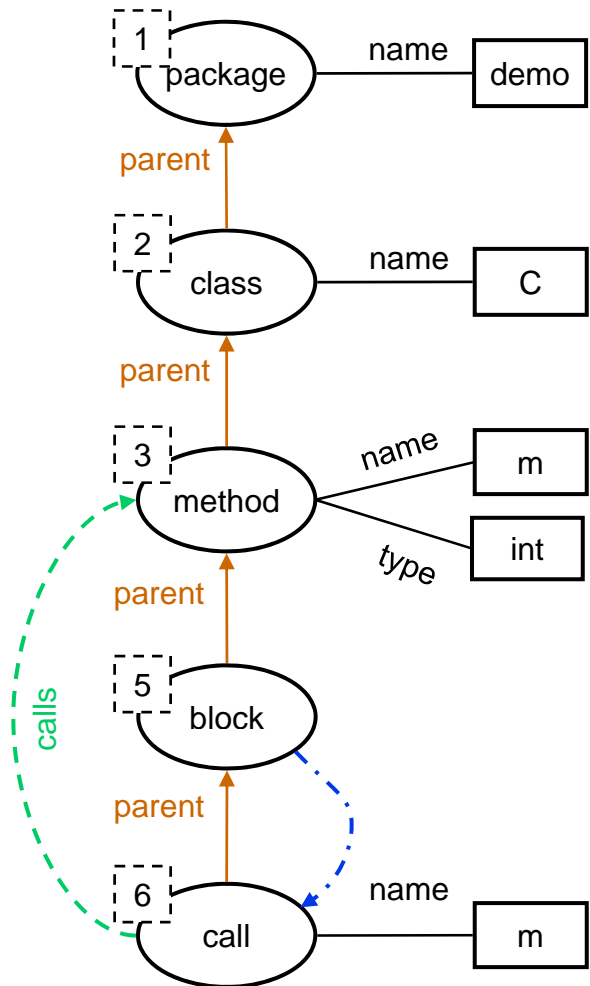 1
package
name
demo
parent
2
class
name
C
parent
3
method
name
m
type
int
parent
5
block
calls
parent
6
call
name
m